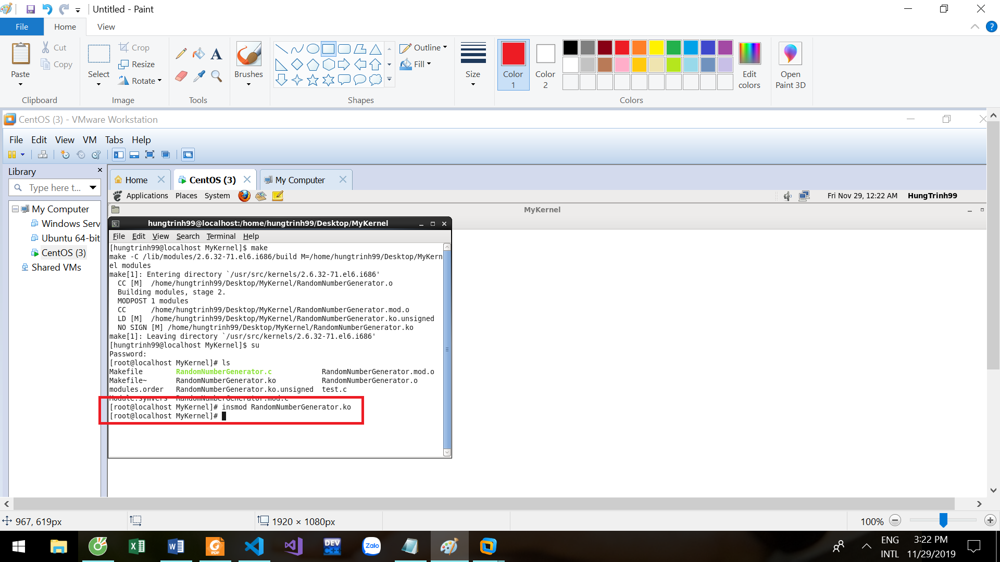 Untitled - Paint
File Home View
Paste
Cut
Copy
Clipboard
Select
Crop
Resize
Rotate
Image
A
Tools
Brushes
Shapes
Outline
Fill
Size
Color 1
Color 2
Colors
Edit colors
Open Paint 3D
CentOS (3) - VMware Workstation
File Edit View VM Tabs Help
Library
Type here t...
My Computer
Windows Serv
Ubuntu 64-bit
CentOS (3)
Shared VMs
Home CentOS (3) My Computer
Applications Places System Fri Nov 29, 12:22 AM HungTrinh99
MyKernel
hungtrinh99@localhost:/home/hungtrinh99/Desktop/MyKernel
File Edit View Search Terminal Help
[hungtrinh99@localhost MyKernel]$ make
make -C /lib/modules/2.6.32-71.el6.i686/build M=/home/hungtrinh99/Desktop/MyKern
el modules
make[1]: Entering directory `/usr/src/kernels/2.6.32-71.el6.i686'
CC [M] /home/hungtrinh99/Desktop/MyKernel/RandomNumberGenerator.o
Building modules, stage 2.
MODPOST 1 modules
CC /home/hungtrinh99/Desktop/MyKernel/RandomNumberGenerator.mod.o
LD [M] /home/hungtrinh99/Desktop/MyKernel/RandomNumberGenerator.ko.unsigned
NO SIGN [M] /home/hungtrinh99/Desktop/MyKernel/RandomNumberGenerator.ko
make[1]: Leaving directory `/usr/src/kernels/2.6.32-71.el6.i686'
[hungtrinh99@localhost MyKernel]$ su
Password:
[root@localhost MyKernel]# ls
Makefile RandomNumberGenerator.c RandomNumberGenerator.mod.o
Makefile~ RandomNumberGenerator.ko RandomNumberGenerator.o
modules.order RandomNumberGenerator.ko.unsigned test.c
Module.symvers RandomNumberGenerator.mod.c
[root@localhost MyKernel]# insmod RandomNumberGenerator.ko
[root@localhost MyKernel]#
967, 619px
1920 × 1080px
100%
PDF
DEV C++
Zalo
ENG
INTL
3:22 PM
11/29/2019